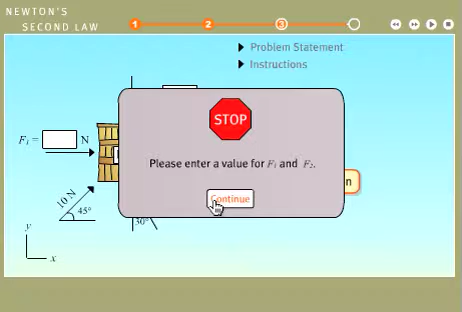 NEWTON'S
SECOND LAW
1 2 3
Problem Statement
Instructions
F₁ = N
STOP
Please enter a value for F₁ and F₂.
Continue
10 N
45°
30°
y
x